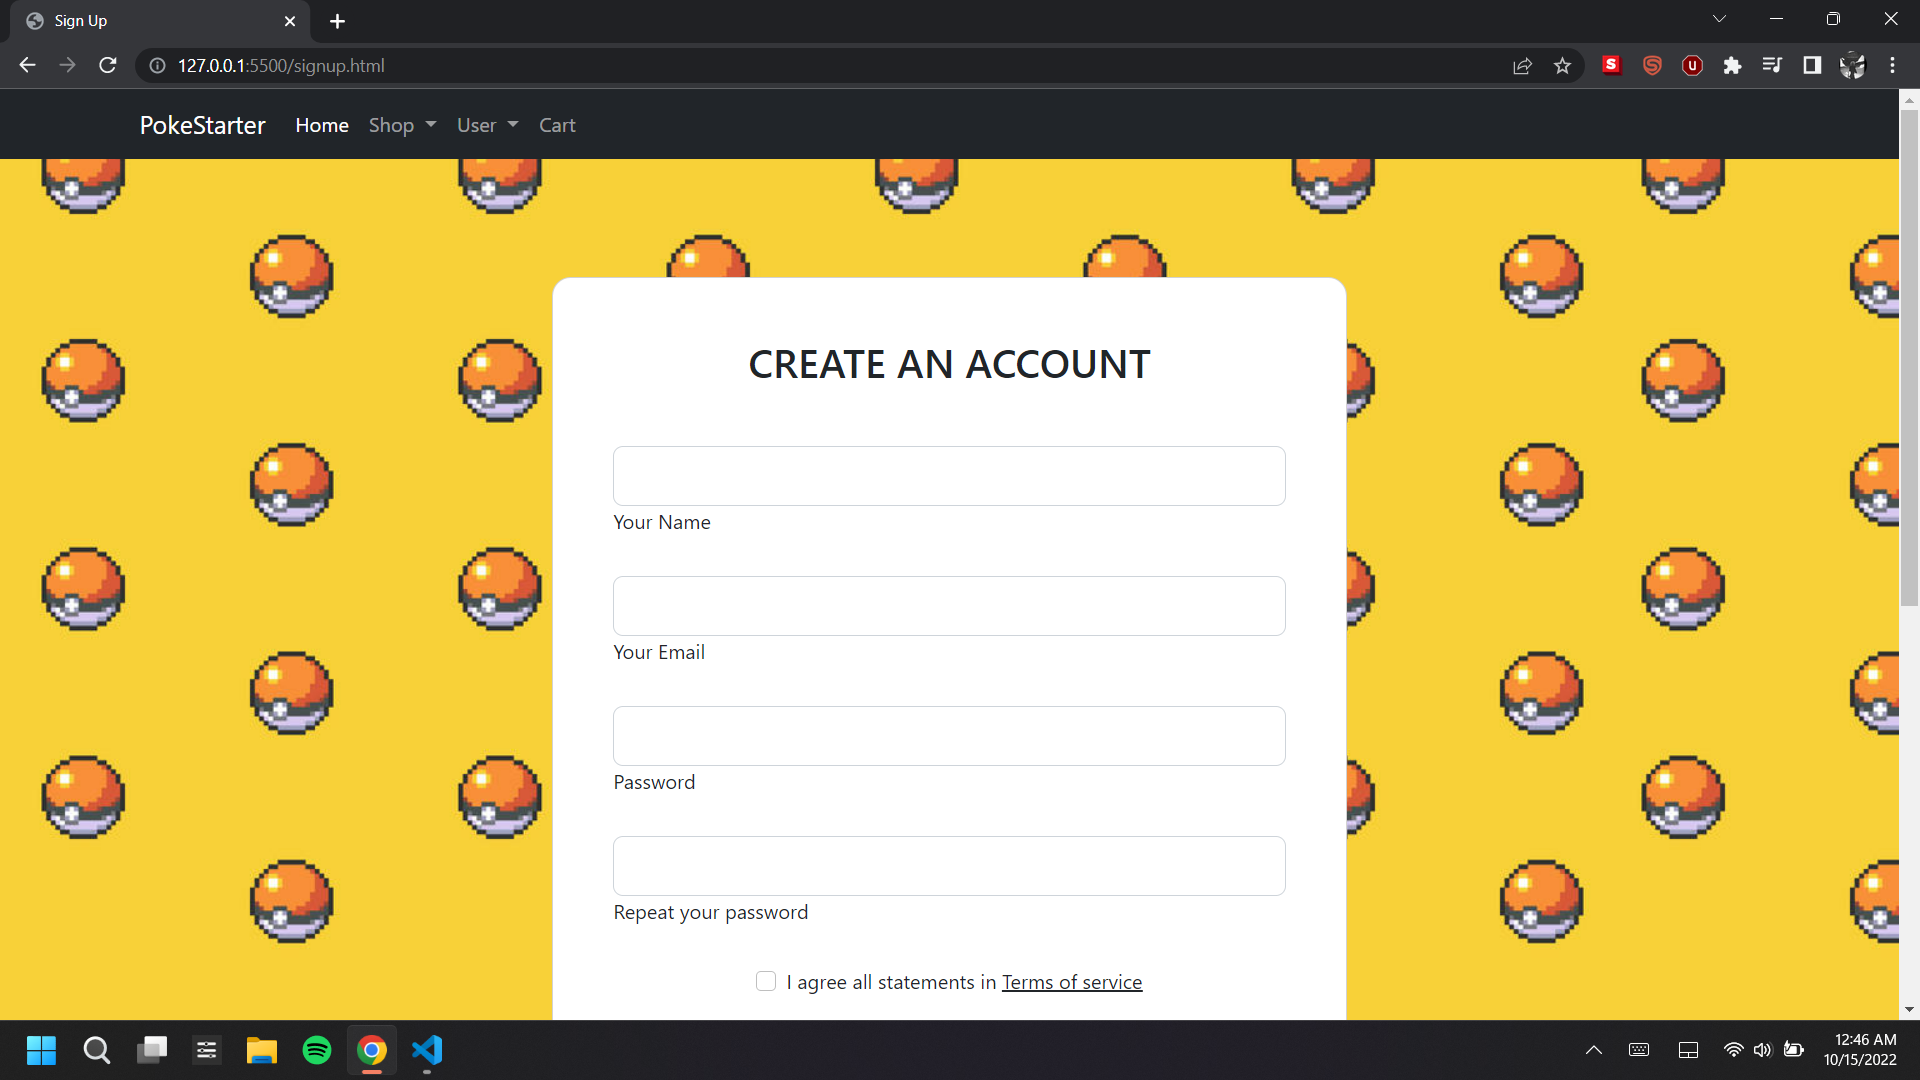 Sign Up
127.0.0.1:5500/signup.html
S
U
PokeStarter Home Shop User Cart
CREATE AN ACCOUNT
Your Name
Your Email
Password
Repeat your password
I agree all statements in Terms of service
12:46 AM
10/15/2022